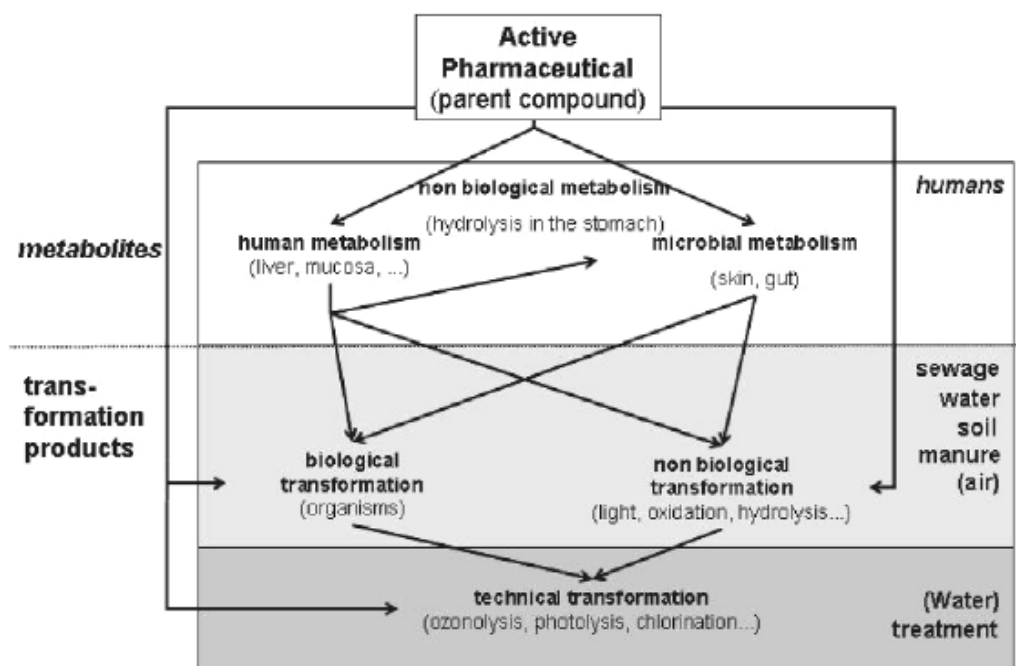 Active
Pharmaceutical
(parent compound)
non biological metabolism
humans
(hydrolysis in the stomach)
metabolites
human metabolism
microbial metabolism
(liver, mucosa, ...)
(skin, gut)
trans-
formation
products
sewage
water
soil
manure
(air)
biological
transformation
(organisms)
non biological
transformation
(light, oxidation, hydrolysis...)
technical transformation
(ozonolysis, photolysis, chlorination...)
(Water)
treatment